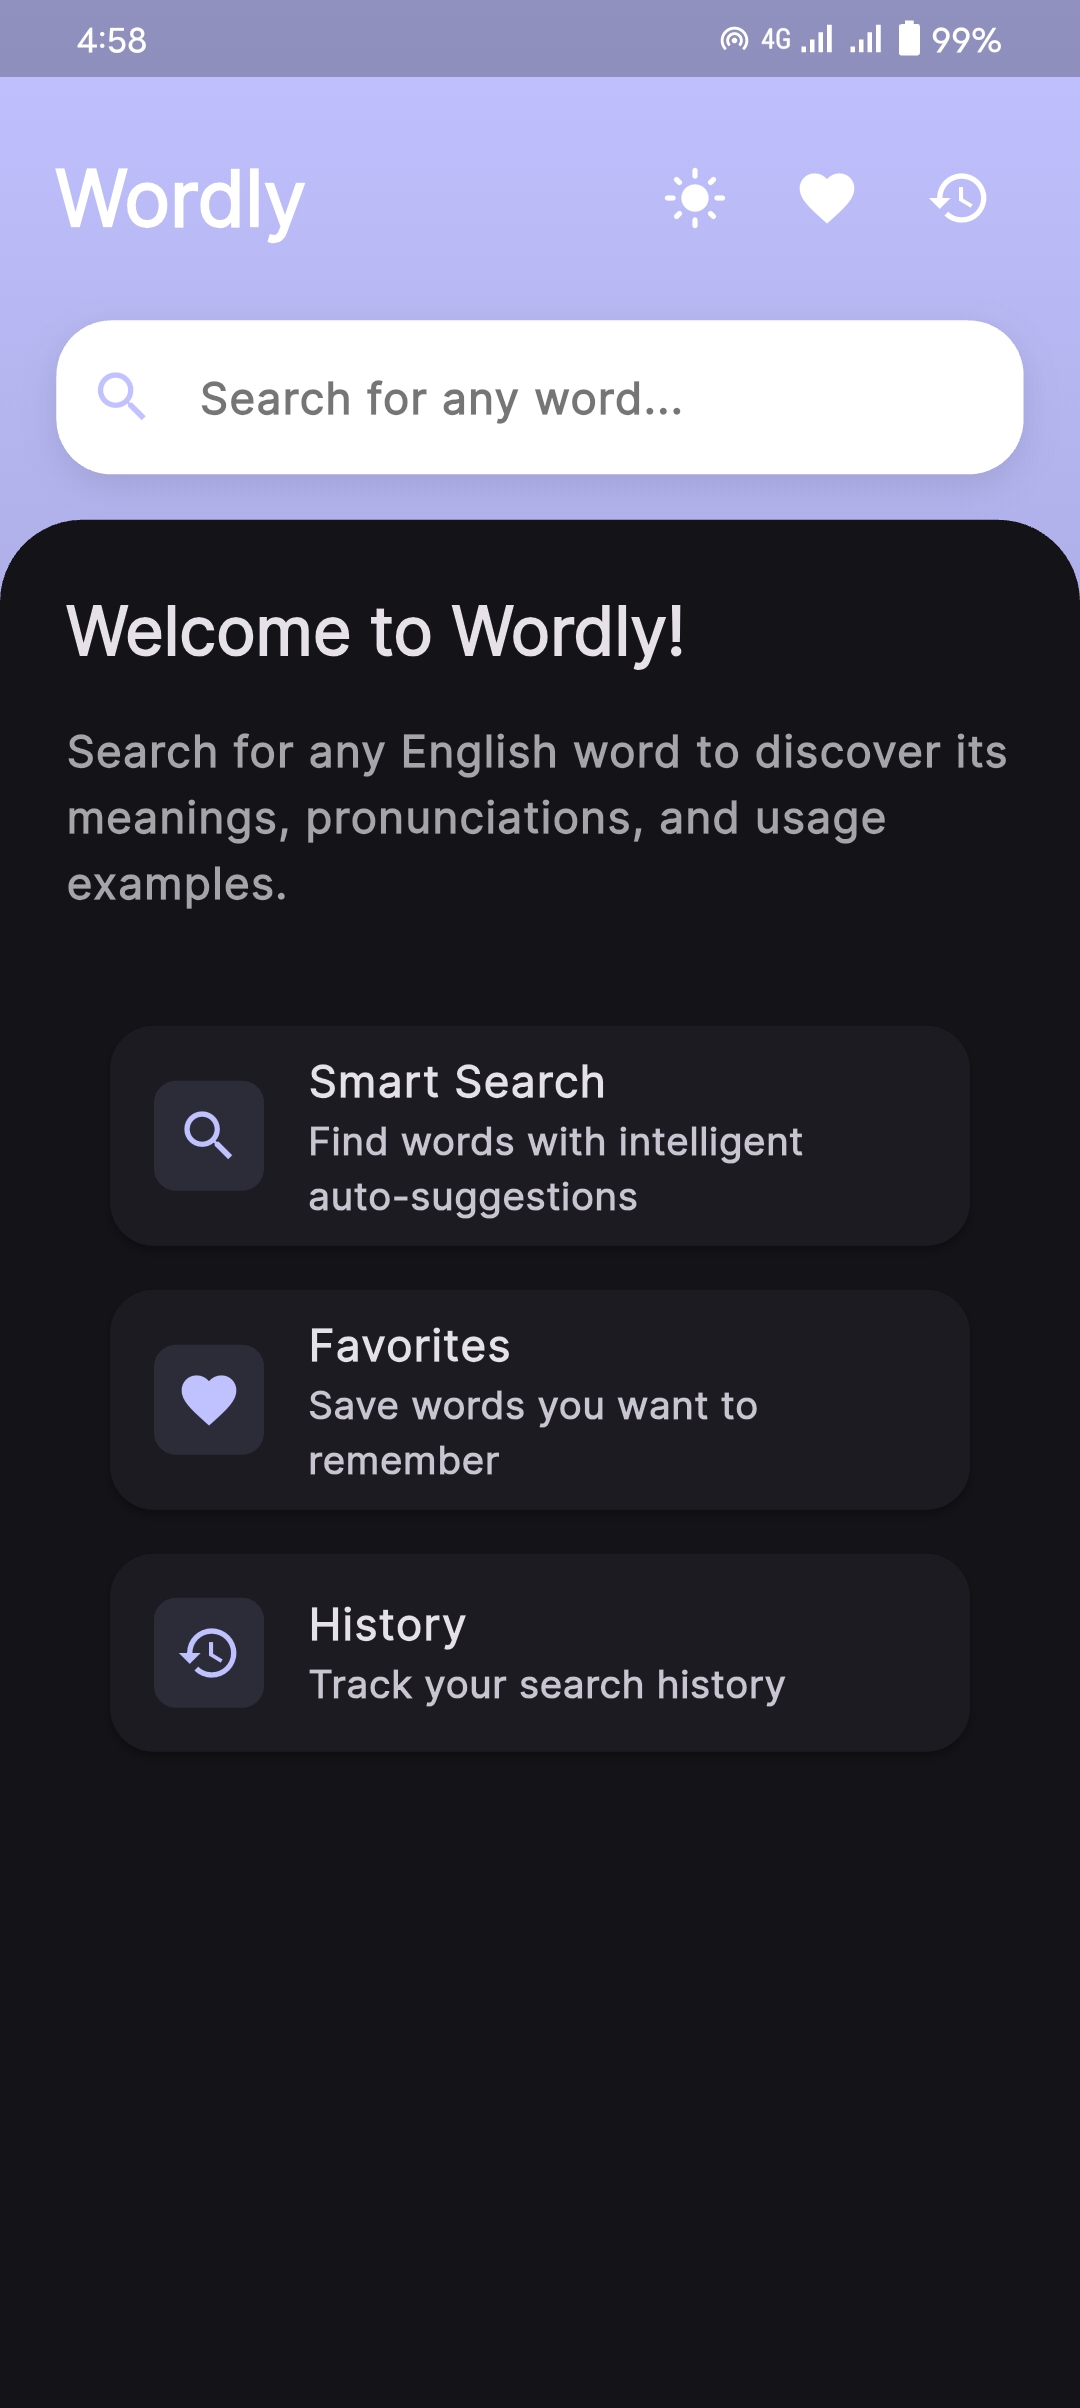 4:58 4G 99%
Wordly
Search for any word...
Welcome to Wordly!
Search for any English word to discover its
meanings, pronunciations, and usage
examples.
Smart Search
Find words with intelligent
auto-suggestions
Favorites
Save words you want to
remember
History
Track your search history